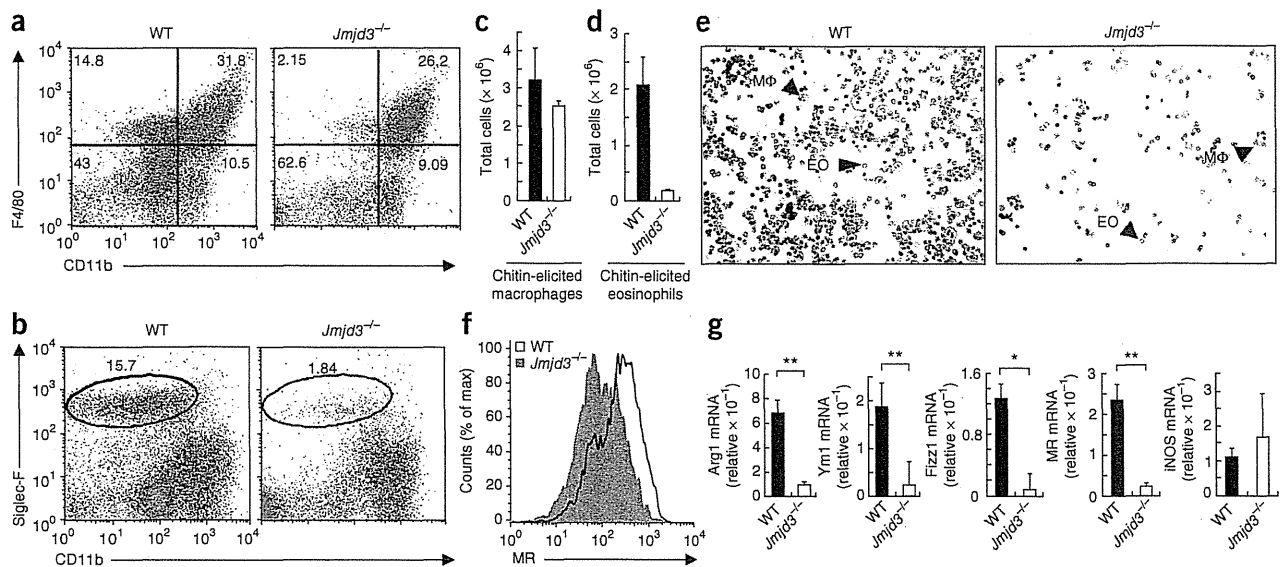 a
WT
Jmjd3–/–
F4/80
10⁴
10³
10²
10¹
10⁰
14.8
31.8
43
10.5
2.15
26.2
62.6
9.09
10⁰ 10¹ 10² 10³ 10⁴
10⁰ 10¹ 10² 10³ 10⁴
CD11b
b
WT
Jmjd3–/–
Siglec-F
10⁴
10³
10²
10¹
10⁰
15.7
1.84
10⁰ 10¹ 10² 10³ 10⁴
10⁰ 10¹ 10² 10³ 10⁴
CD11b
c
Total cells (× 10⁶)
5
4
3
2
1
0
WT
Jmjd3–/–
Chitin-elicited
macrophages
d
Total cells (× 10⁶)
3
2
1
0
WT
Jmjd3–/–
Chitin-elicited
eosinophils
e
WT
Jmjd3–/–
MΦ
EO
MΦ
EO
f
WT
Jmjd3–/–
Counts (% of max)
100
80
60
40
20
0
10⁰ 10¹ 10² 10³ 10⁴
MR
g
**
Arg1 mRNA
(relative × 10⁻¹)
10
8
6
4
2
0
WT
Jmjd3–/–
**
Ym1 mRNA
(relative × 10⁻¹)
2
1
0
WT
Jmjd3–/–
*
Fizz1 mRNA
(relative × 10⁻¹)
1.6
1.2
0.6
0
WT
Jmjd3–/–
**
MR mRNA
(relative × 10⁻¹)
3
2
1
0
WT
Jmjd3–/–
iNOS mRNA
(relative × 10⁻¹)
3
2
1
0
WT
Jmjd3–/–